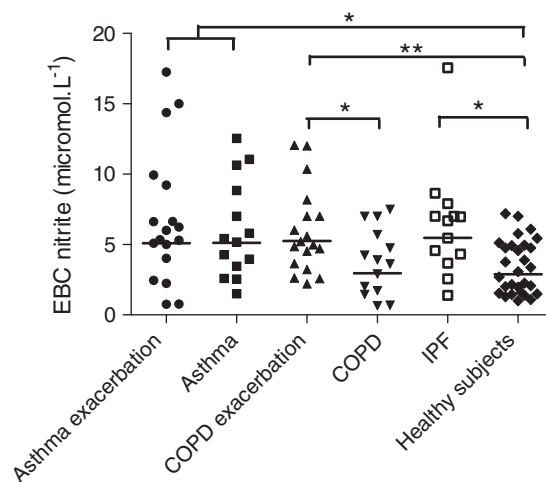 *
**
*
*
20
15
10
5
0
EBC nitrite (micromol.L-1)
Asthma exacerbation
Asthma
COPD exacerbation
COPD
IPF
Healthy subjects